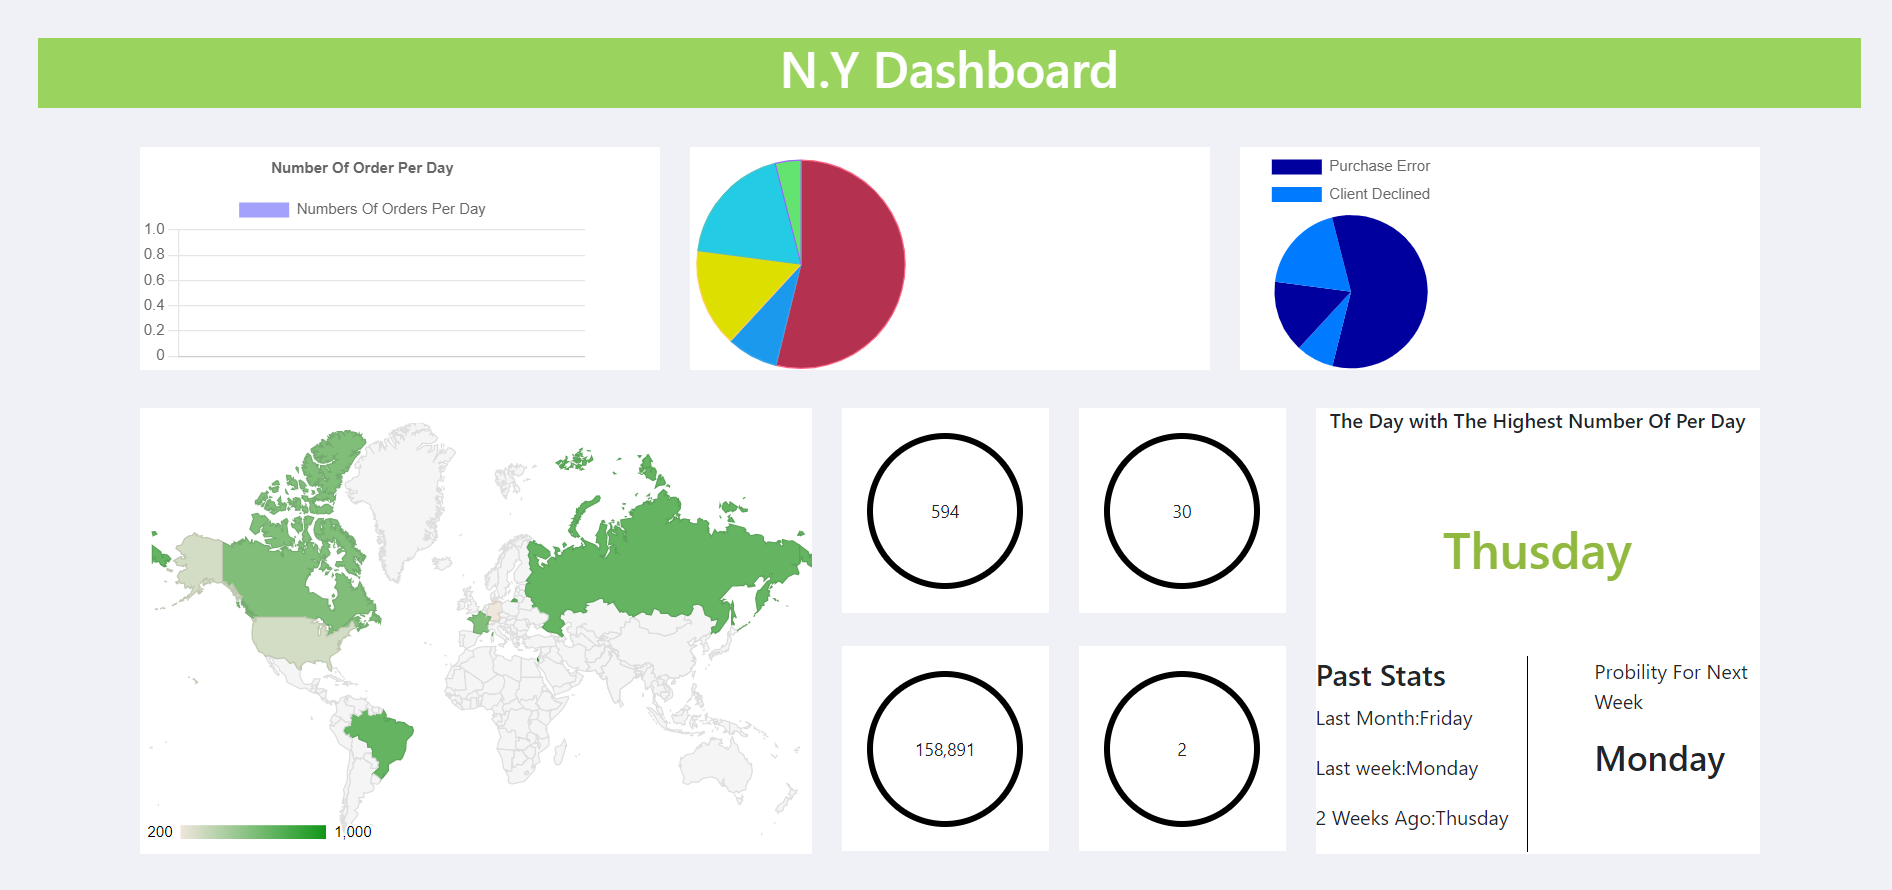 N.Y Dashboard
Number Of Order Per Day
Numbers Of Orders Per Day
1.0
0.8
0.6
0.4
0.2
0
Purchase Error
Client Declined
200
1,000
594
30
158,891
2
The Day with The Highest Number Of Per Day
Thusday
Past Stats
Last Month:Friday
Last week:Monday
2 Weeks Ago:Thusday
Probility For Next
Week
Monday